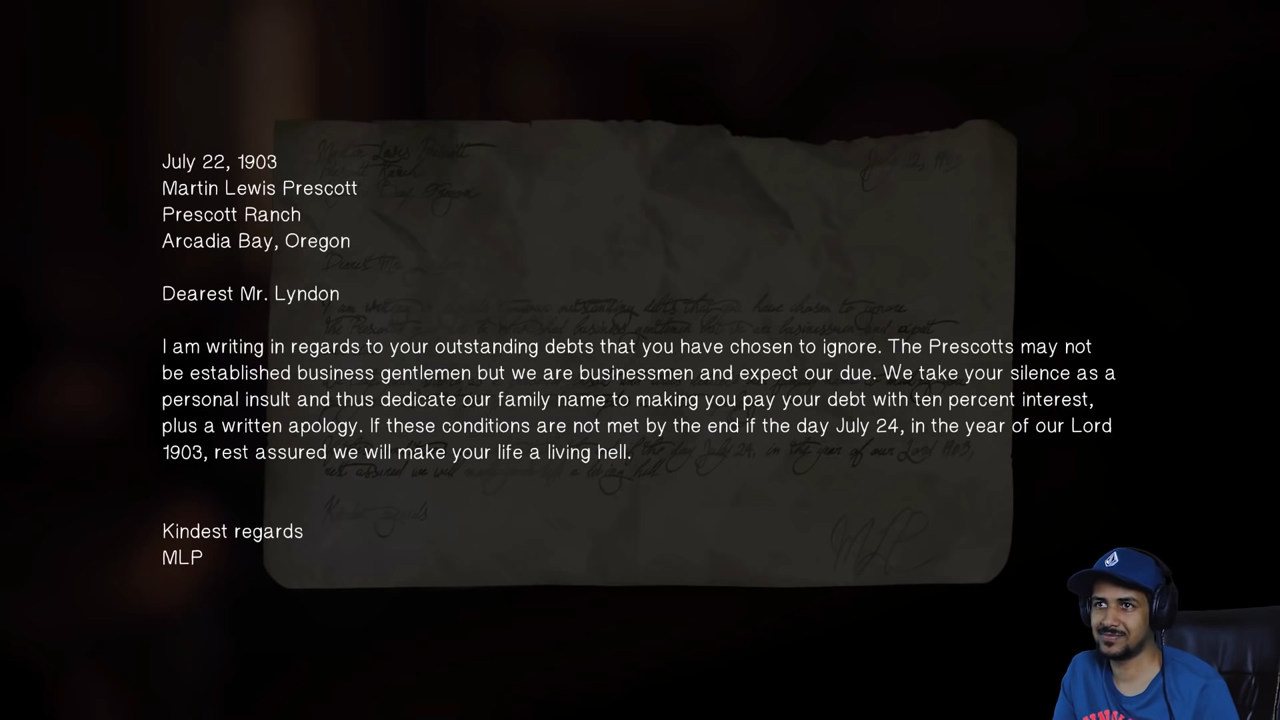 July 22, 1903
Martin Lewis Prescott
Prescott Ranch
Arcadia Bay, Oregon
Dearest Mr. Lyndon
I am writing in regards to your outstanding debts that you have chosen to ignore. The Prescotts may not
be established business gentlemen but we are businessmen and expect our due. We take your silence as a
personal insult and thus dedicate our family name to making you pay your debt with ten percent interest,
plus a written apology. If these conditions are not met by the end if the day July 24, in the year of our Lord
1903, rest assured we will make your life a living hell.
Kindest regards
MLP